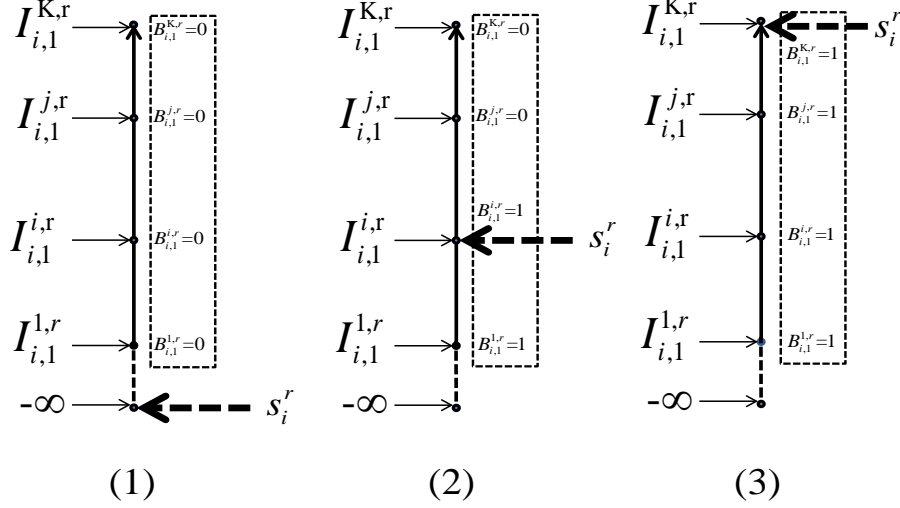 I_{i,1}^{K,r} B_{i,1}^{K,r}=0
I_{i,1}^{j,r} B_{i,1}^{j,r}=0
I_{i,1}^{i,r} B_{i,1}^{i,r}=0
I_{i,1}^{1,r} B_{i,1}^{1,r}=0
-∞ s_i^r
(1)
I_{i,1}^{K,r} B_{i,1}^{K,r}=0
I_{i,1}^{j,r} B_{i,1}^{j,r}=0
B_{i,1}^{i,r}=1
I_{i,1}^{i,r} s_i^r
I_{i,1}^{1,r} B_{i,1}^{1,r}=1
-∞
(2)
I_{i,1}^{K,r} s_i^r
B_{i,1}^{K,r}=1
I_{i,1}^{j,r} B_{i,1}^{j,r}=1
I_{i,1}^{i,r} B_{i,1}^{i,r}=1
I_{i,1}^{1,r} B_{i,1}^{1,r}=1
-∞
(3)